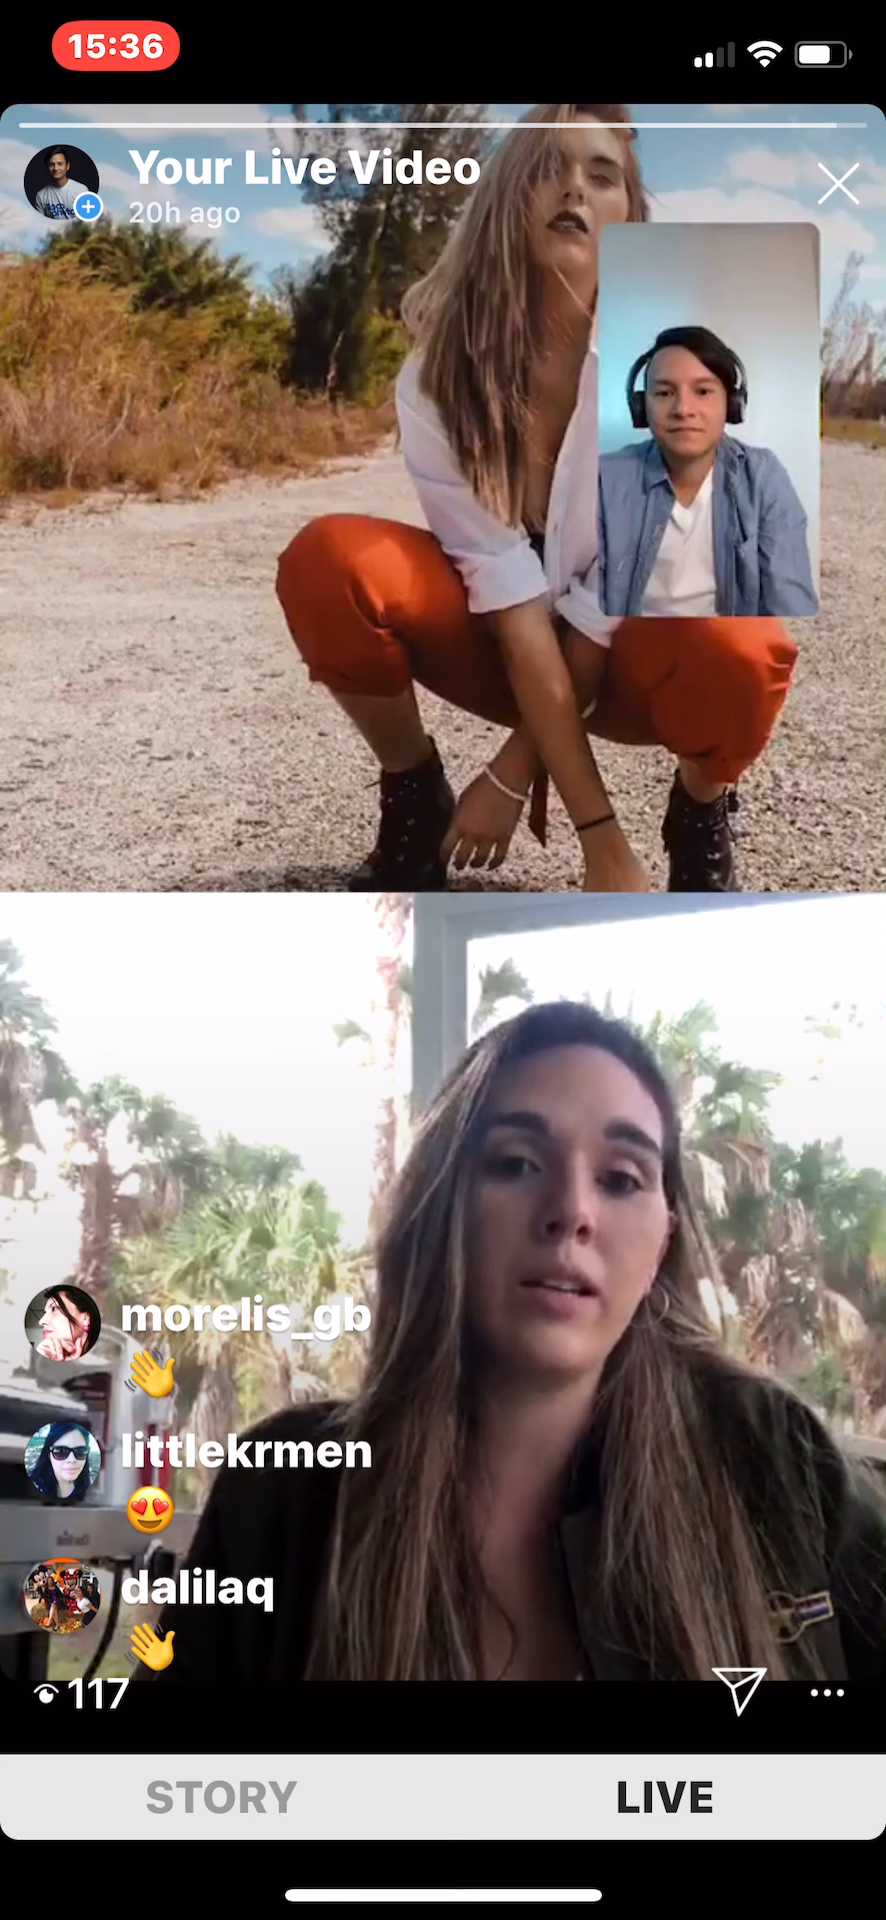 15:36
Your Live Video
20h ago
morelis_gb
👋
littlekrmen
😍
dalilaq
👋
117
STORY
LIVE